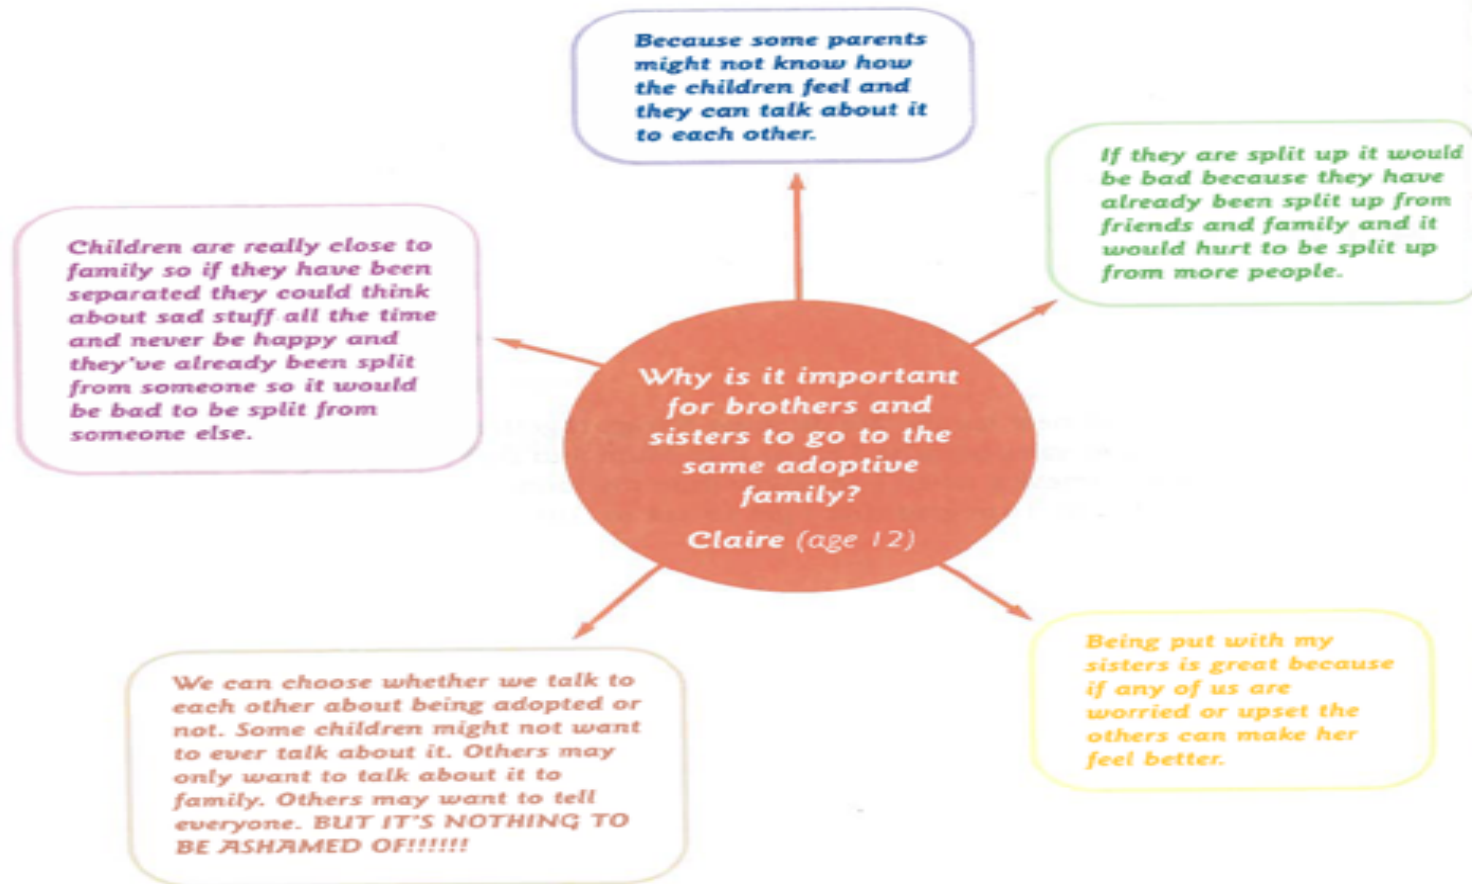 Because some parents
might not know how
the children feel and
they can talk about it
to each other.
If they are split up it would
be bad because they have
already been split up from
friends and family and it
would hurt to be split up
from more people.
Children are really close to
family so if they have been
separated they could think
about sad stuff all the time
and never be happy and
they've already been split
from someone so it would
be bad to be split from
someone else.
Why is it important
for brothers and
sisters to go to the
same adoptive
family?
Claire (age 12)
We can choose whether we talk to
each other about being adopted or
not. Some children might not want
to ever talk about it. Others may
only want to talk about it to
family. Others may want to tell
everyone. BUT IT'S NOTHING TO
BE ASHAMED OF!!!!!!
Being put with my
sisters is great because
if any of us are
worried or upset the
others can make her
feel better.